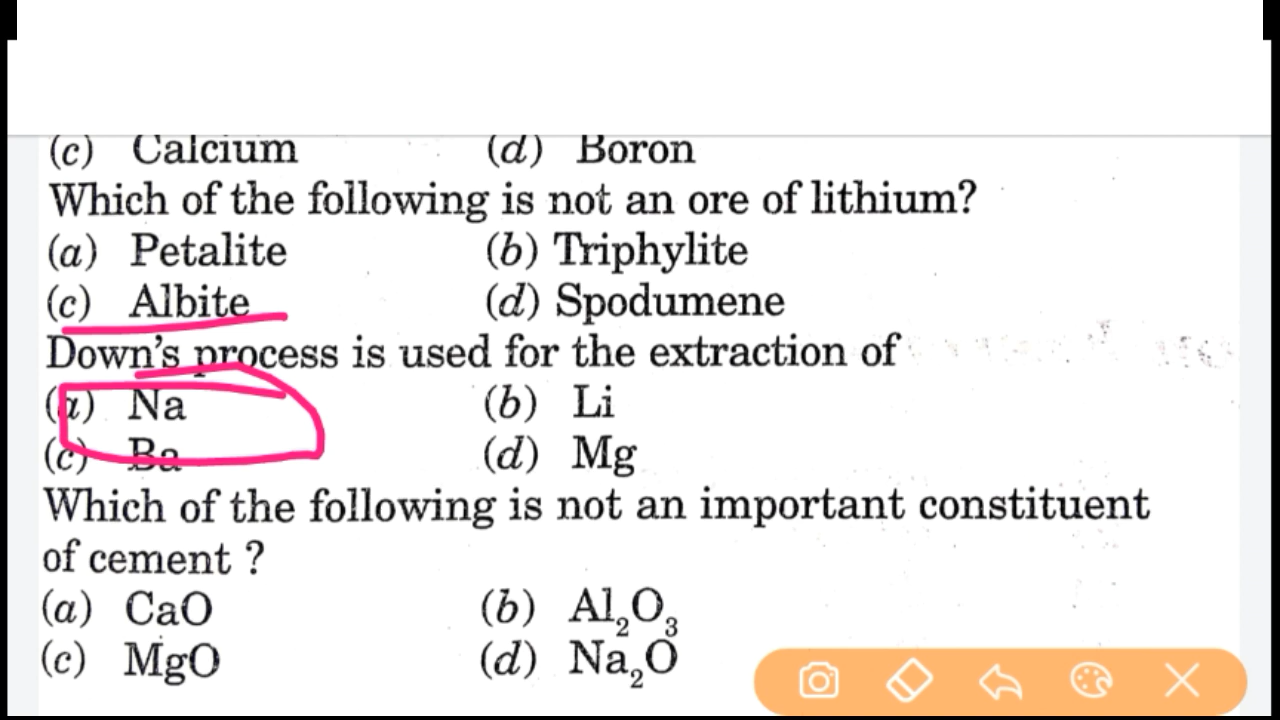 (c) Calcium (d) Boron
Which of the following is not an ore of lithium?
(a) Petalite (b) Triphylite
(c) Albite (d) Spodumene
Down's process is used for the extraction of
(a) Na (b) Li
(c) Ba (d) Mg
Which of the following is not an important constituent
of cement ?
(a) CaO (b) Al₂O₃
(c) MgO (d) Na₂O